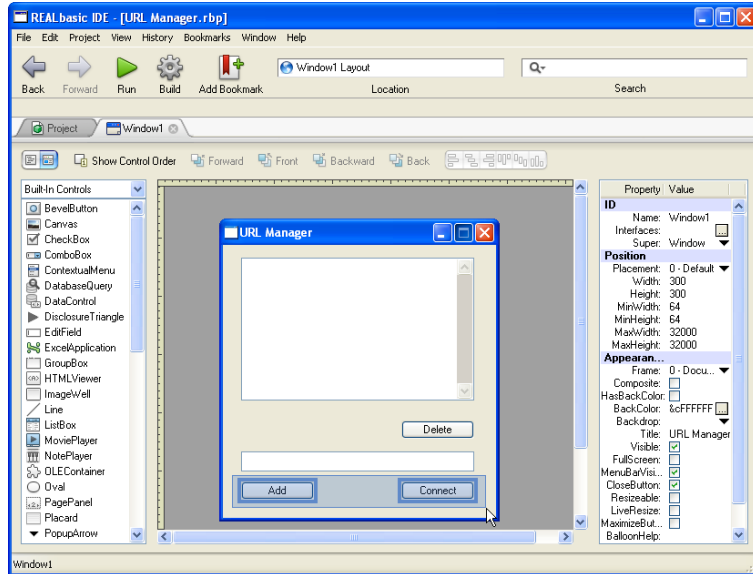 REALbasic IDE - [URL Manager.rbp]
File Edit Project View History Bookmarks Window Help
Window1 Layout
Back Forward Run Build Add Bookmark Location Search
Project Window1
Show Control Order Forward Front Backward Back
Built-In Controls
BevelButton
Canvas
CheckBox
ComboBox
ContextualMenu
DatabaseQuery
DataControl
DisclosureTriangle
EditField
ExcelApplication
GroupBox
HTMLViewer
ImageWell
Line
ListBox
MoviePlayer
NotePlayer
OLEContainer
Oval
PagePanel
Placard
PopupArrow
URL Manager
Delete
Add Connect
Property Value
ID
Name: Window1
Interfaces: ...
Super: Window
Position
Placement: 0 - Default
Width: 300
Height: 300
MinWidth: 64
MinHeight: 64
MaxWidth: 32000
MaxHeight: 32000
Appearan...
Frame: 0 - Docu...
Composite:
HasBackColor:
BackColor: &cFFFFFF ...
Backdrop:
Title: URL Manager
Visible:
FullScreen:
MenuBarVisi...
CloseButton:
Resizeable:
LiveResize:
MaximizeBut...
BalloonHelp:
Window1